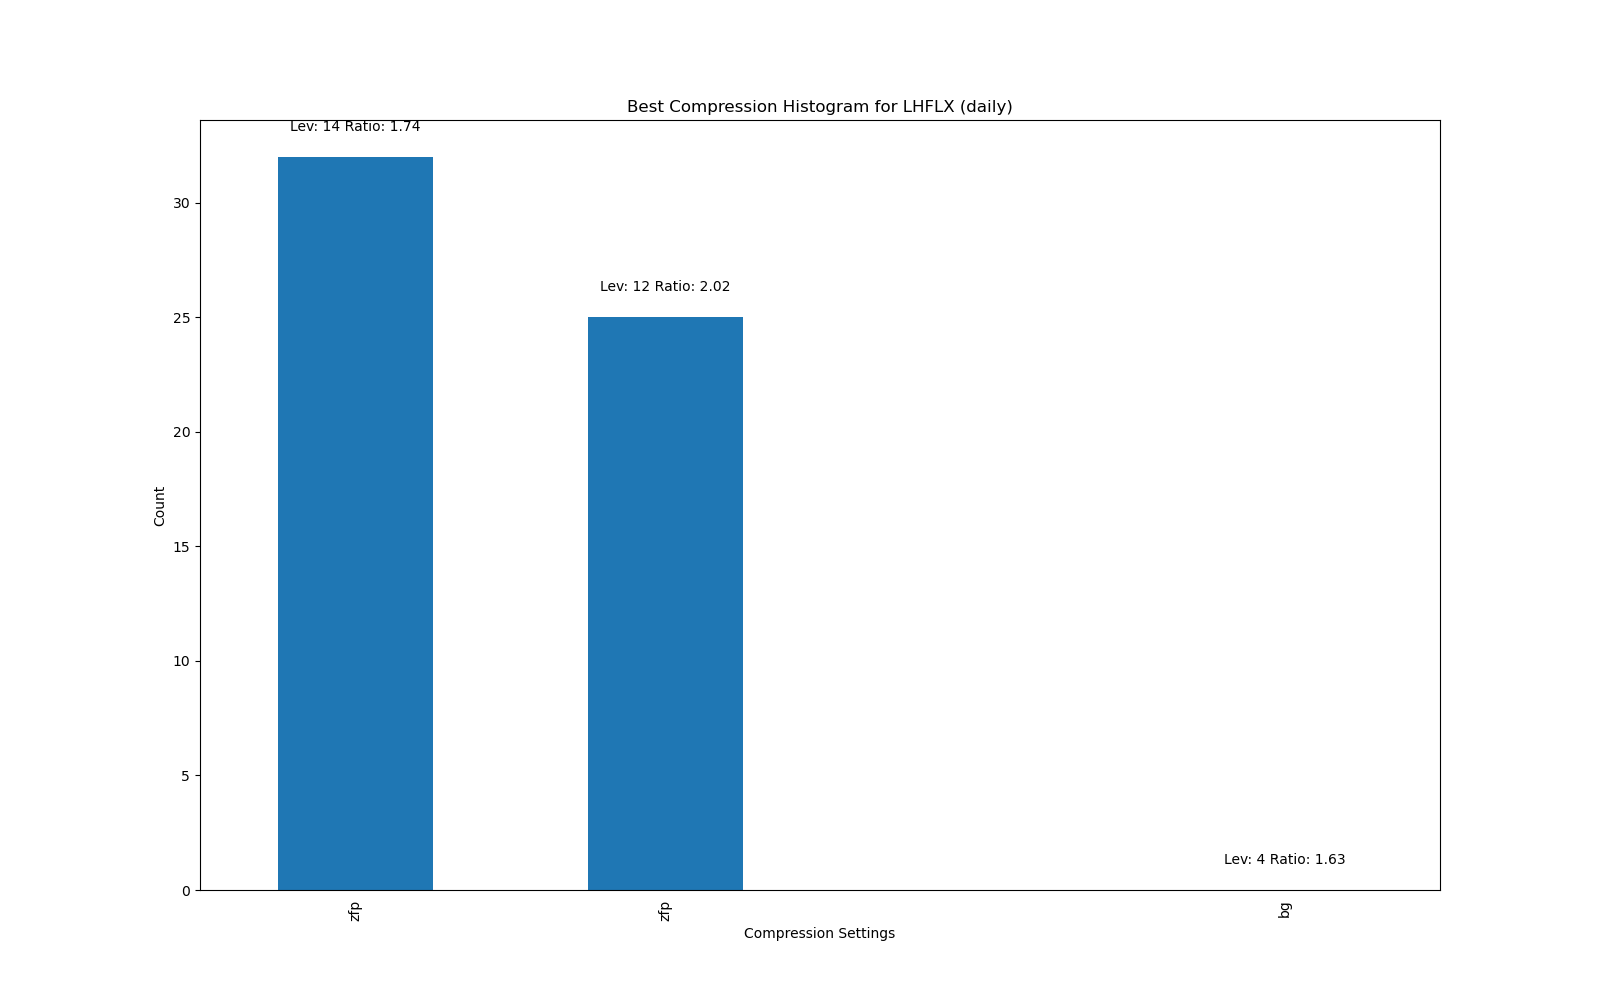 Best Compression Histogram for LHFLX (daily)
Lev: 14 Ratio: 1.74
Lev: 12 Ratio: 2.02
Lev: 4 Ratio: 1.63
30
25
20
15
10
5
0
Count
zfp
zfp
bg
Compression Settings